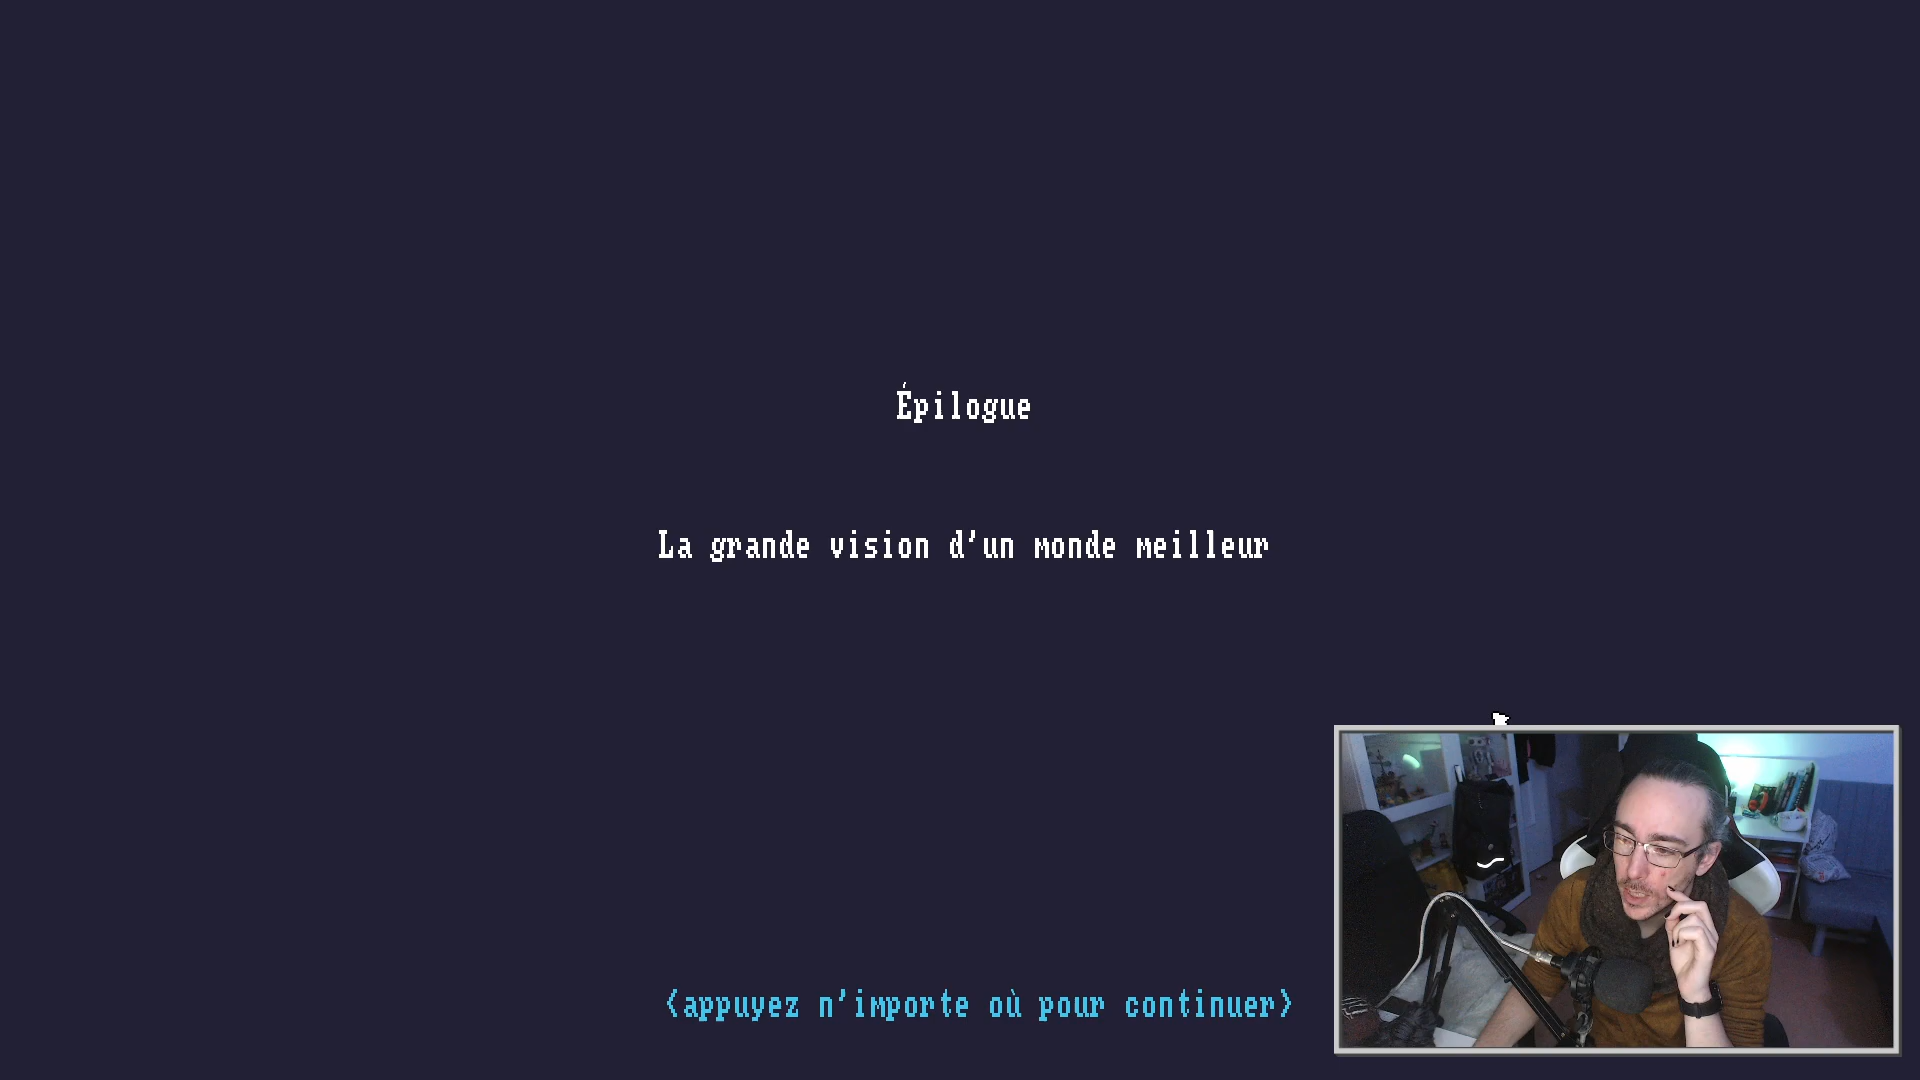 Épilogue
La grande vision d'un monde meilleur
<appuyez n'importe où pour continuer>